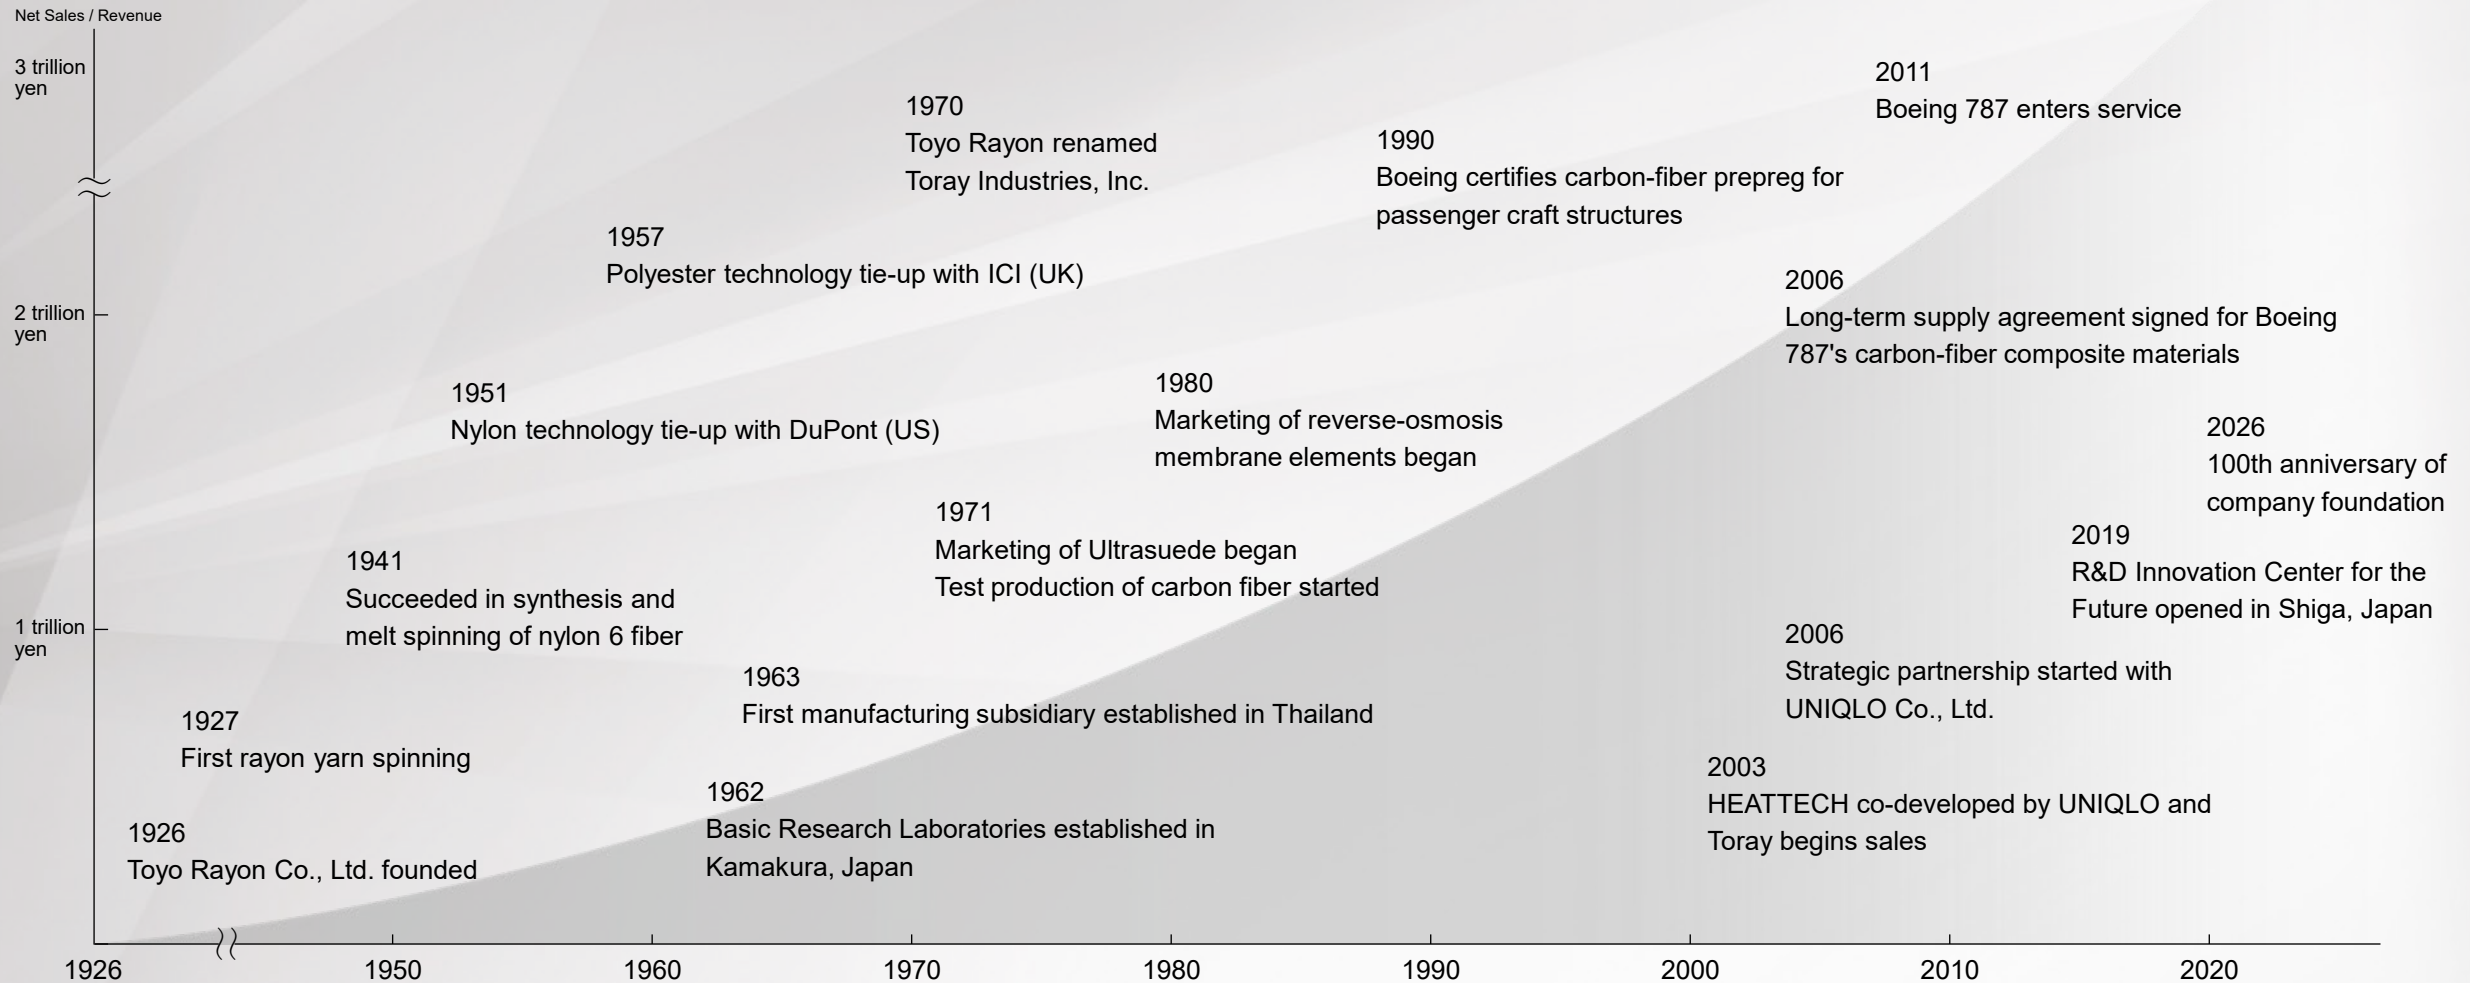 Net Sales / Revenue
3 trillion
yen
2 trillion
yen
1 trillion
yen
1926
Toyo Rayon Co., Ltd. founded
1927
First rayon yarn spinning
1941
Succeeded in synthesis and
melt spinning of nylon 6 fiber
1951
Nylon technology tie-up with DuPont (US)
1957
Polyester technology tie-up with ICI (UK)
1962
Basic Research Laboratories established in
Kamakura, Japan
1963
First manufacturing subsidiary established in Thailand
1970
Toyo Rayon renamed
Toray Industries, Inc.
1971
Marketing of Ultrasuede began
Test production of carbon fiber started
1980
Marketing of reverse-osmosis
membrane elements began
1990
Boeing certifies carbon-fiber prepreg for
passenger craft structures
2003
HEATTECH co-developed by UNIQLO and
Toray begins sales
2006
Strategic partnership started with
UNIQLO Co., Ltd.
2006
Long-term supply agreement signed for Boeing
787's carbon-fiber composite materials
2011
Boeing 787 enters service
2019
R&D Innovation Center for the
Future opened in Shiga, Japan
2026
100th anniversary of
company foundation
1926
1950
1960
1970
1980
1990
2000
2010
2020